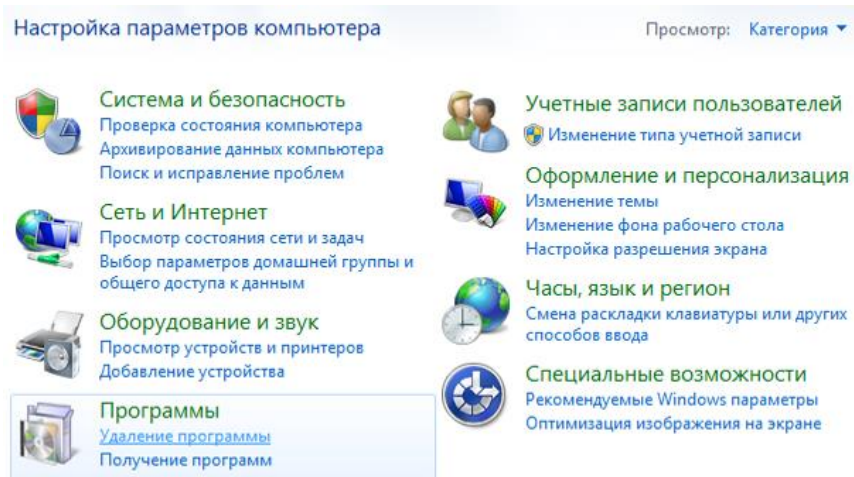 Настройка параметров компьютера
Просмотр: Категория
Система и безопасность
Проверка состояния компьютера
Архивирование данных компьютера
Поиск и исправление проблем
Сеть и Интернет
Просмотр состояния сети и задач
Выбор параметров домашней группы и
общего доступа к данным
Оборудование и звук
Просмотр устройств и принтеров
Добавление устройства
Программы
Удаление программы
Получение программ
Учетные записи пользователей
Изменение типа учетной записи
Оформление и персонализация
Изменение темы
Изменение фона рабочего стола
Настройка разрешения экрана
Часы, язык и регион
Смена раскладки клавиатуры или других
способов ввода
Специальные возможности
Рекомендуемые Windows параметры
Оптимизация изображения на экране